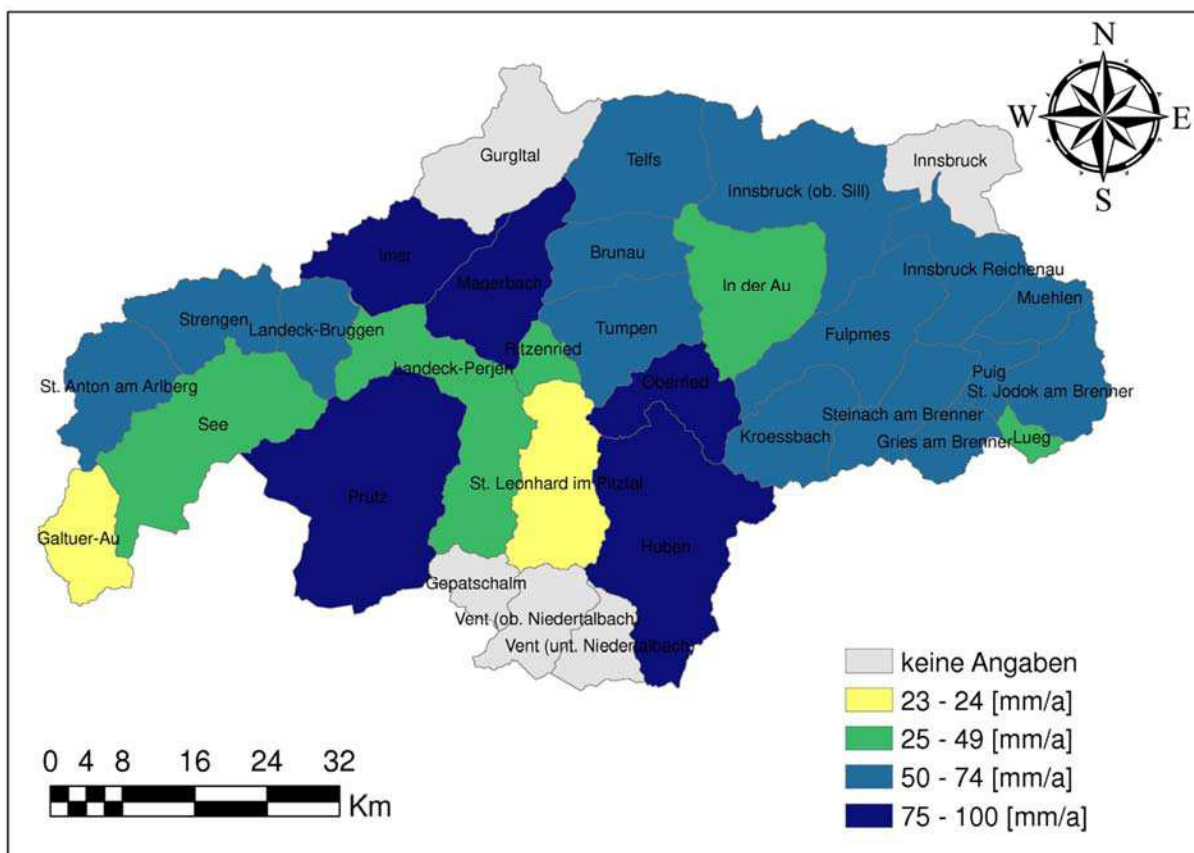 N
W E
S
Gurgltal
Telfs
Innsbruck
Innsbruck (ob. Sill)
Imst
Magerbach
Brunau
Innsbruck Reichenau
In der Au
Muehlen
Strengen
Landeck-Bruggen
Tumpen
Fulpmes
Ritzenried
Landeck-Perjen
Oberried
Puig
St. Anton am Arlberg
St. Jodok am Brenner
See
Steinach am Brenner
Kroessbach
Gries am Brenner
Lueg
St. Leonhard im Pitztal
Prutz
Galtuer-Au
Huben
Gepatschalm
Vent (ob. Niedertalbach)
Vent (unt. Niedertalbach)
keine Angaben
23 - 24 [mm/a]
25 - 49 [mm/a]
50 - 74 [mm/a]
75 - 100 [mm/a]
0 4 8 16 24 32
Km